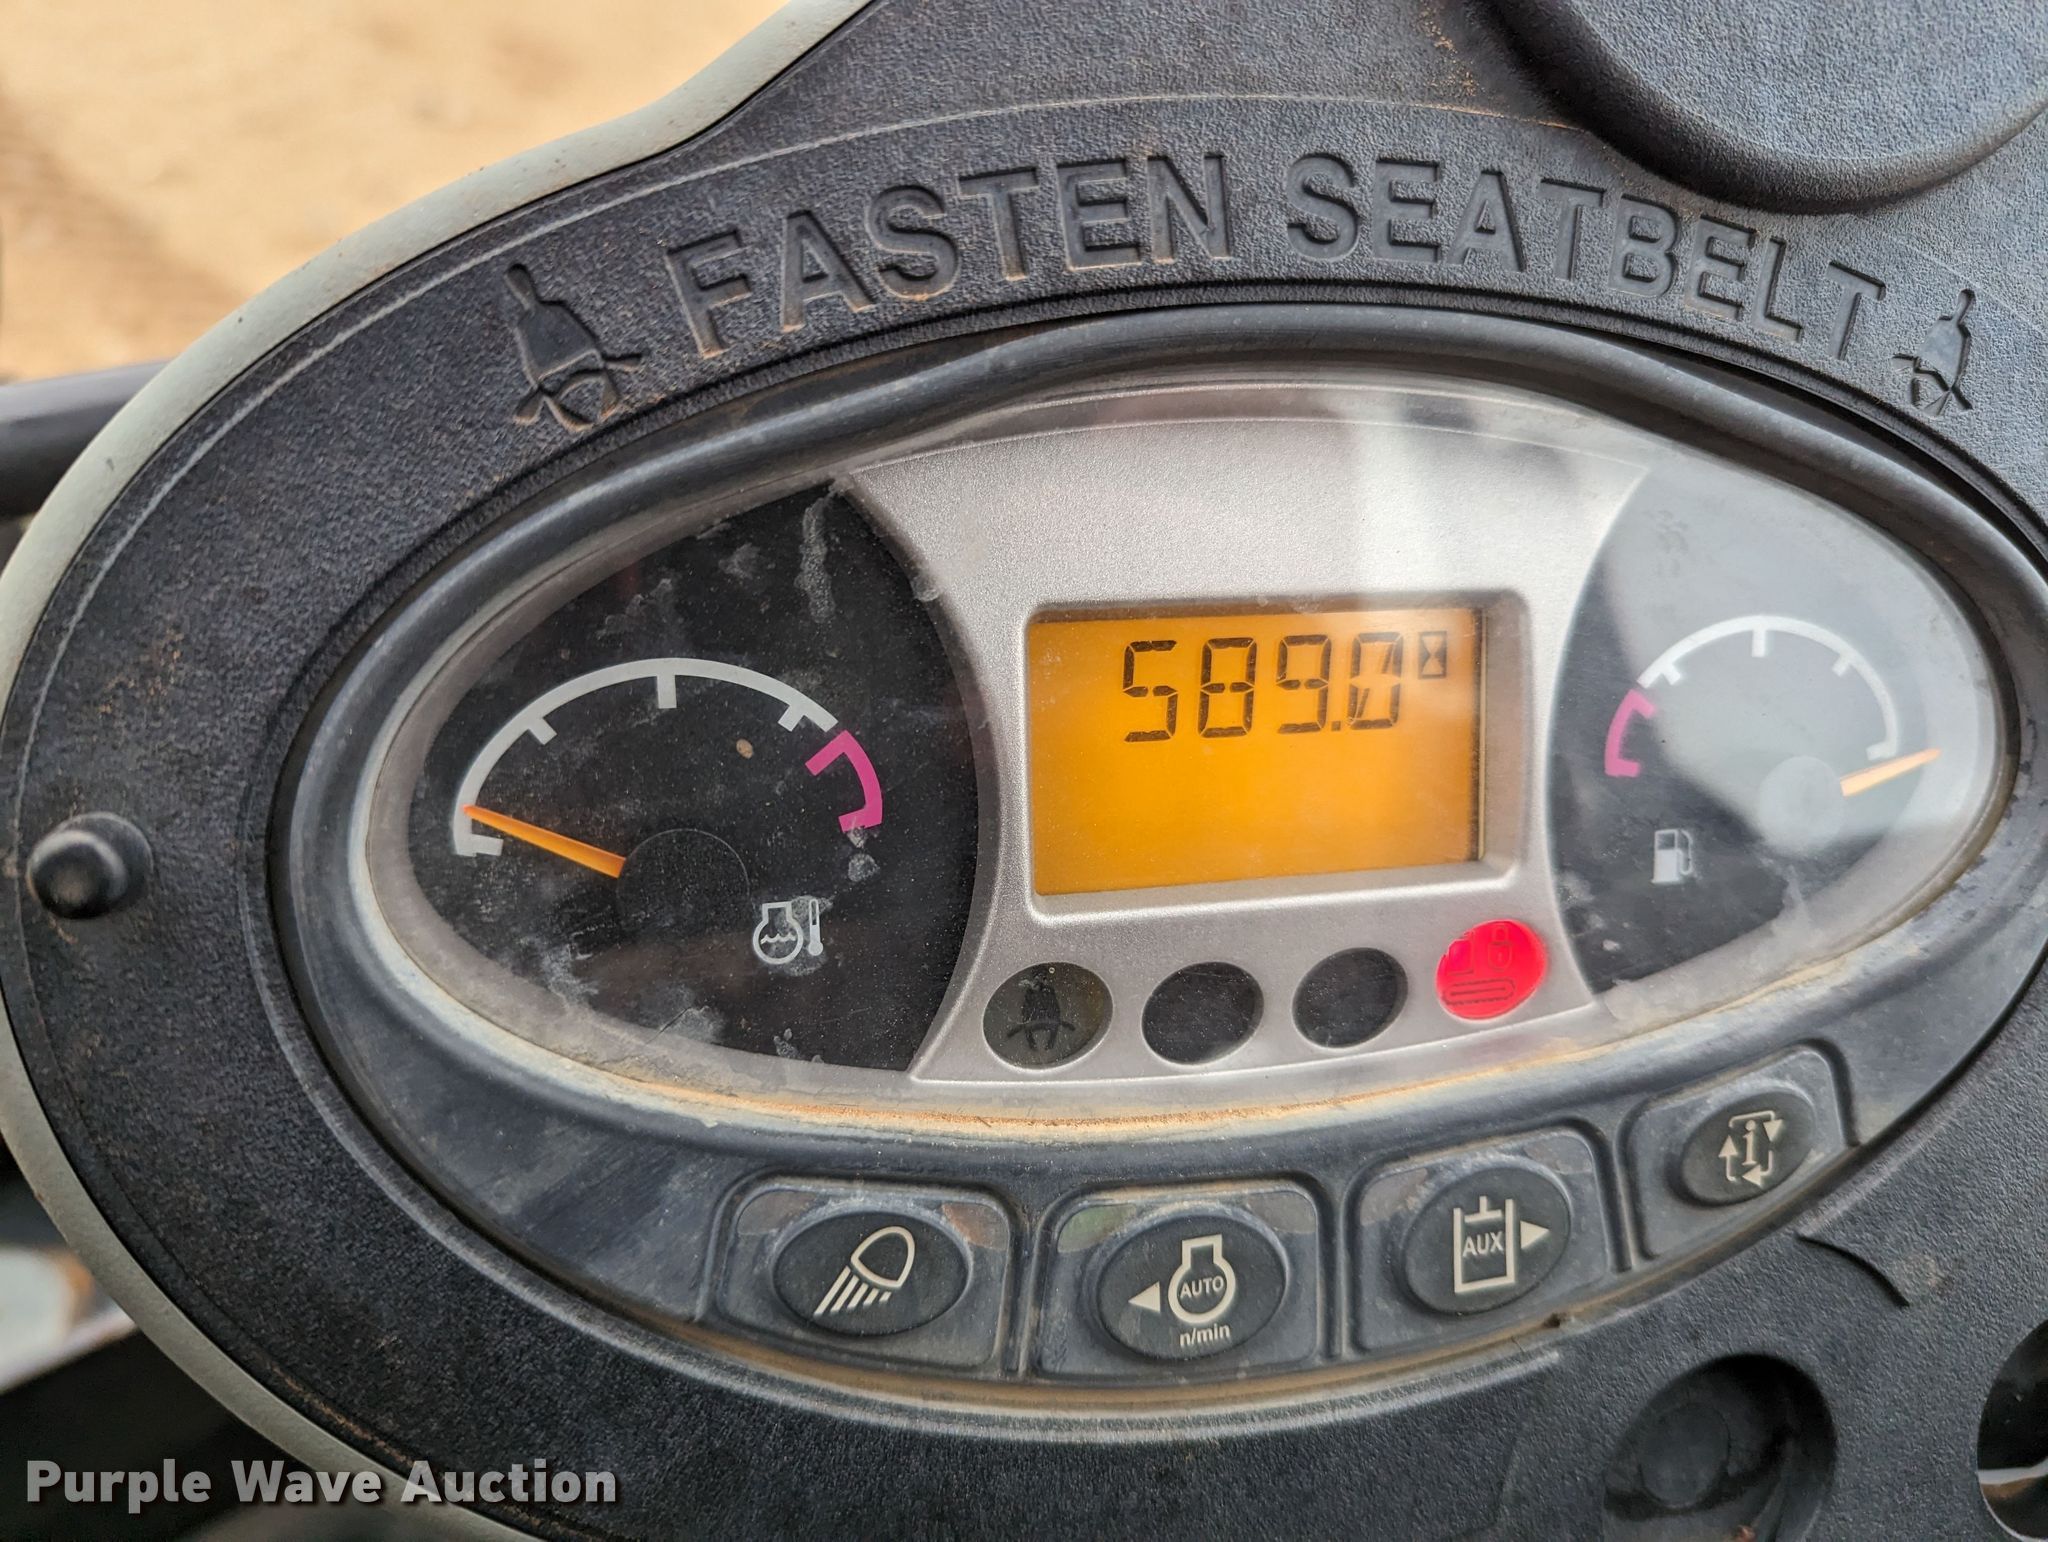 FASTEN SEATBELT
589.0
AUTO
n/min
AUX
i
Purple Wave Auction